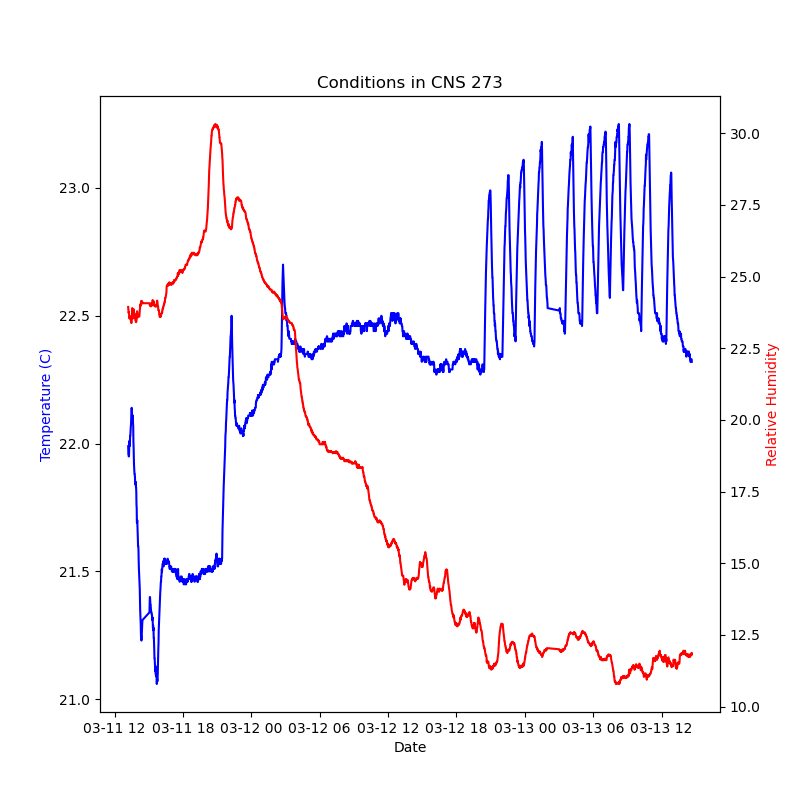 Conditions in CNS 273
Temperature (C)
23.0
22.5
22.0
21.5
21.0
30.0
27.5
25.0
22.5
20.0
17.5
15.0
12.5
10.0
Relative Humidity
03-11 12 03-11 18 03-12 00 03-12 06 03-12 12 03-12 18 03-13 00 03-13 06 03-13 12
Date